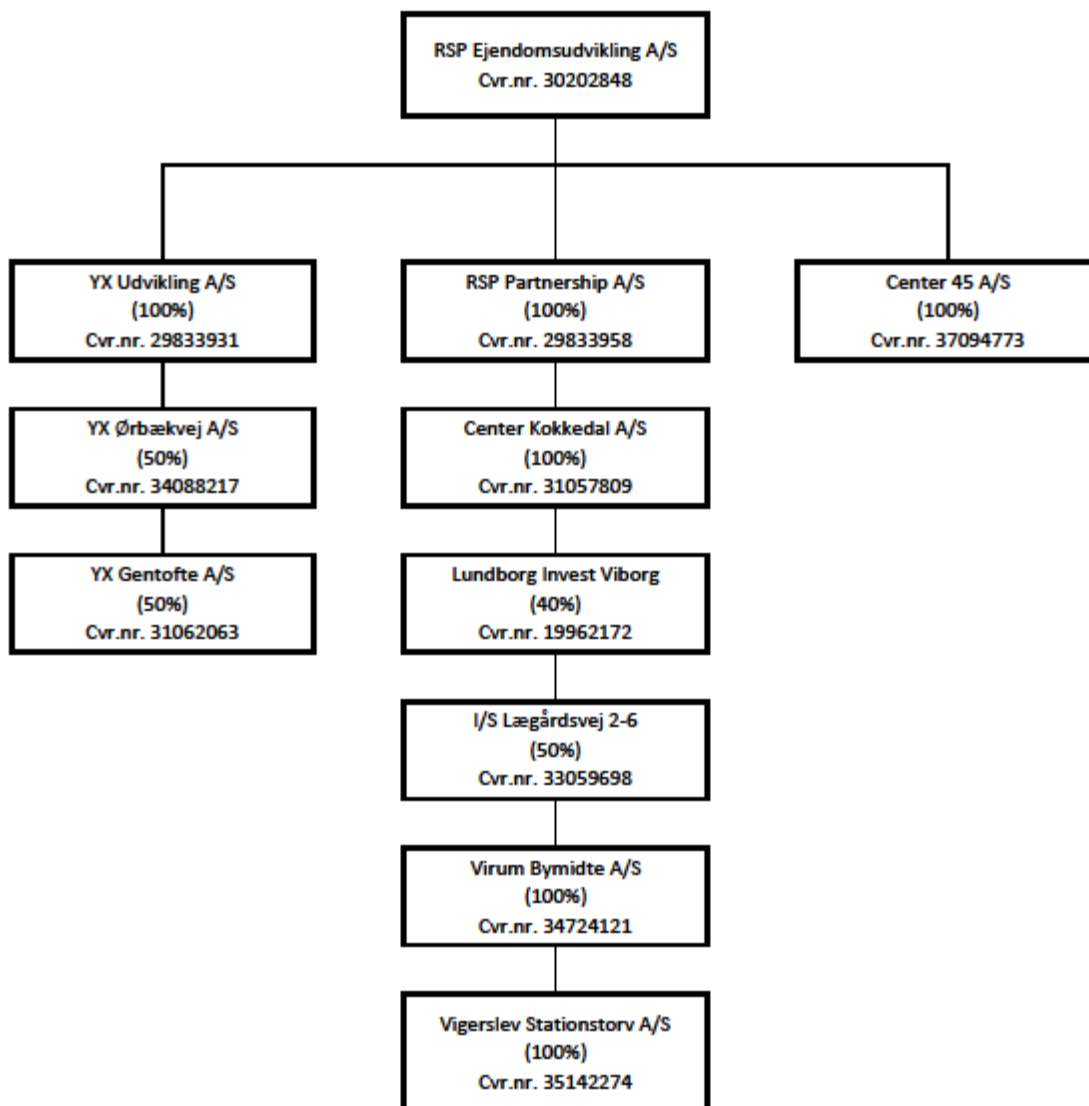 RSP Ejendomsudvikling A/S
Cvr.nr. 30202848
YX Udvikling A/S
(100%)
Cvr.nr. 29833931
RSP Partnership A/S
(100%)
Cvr.nr. 29833958
Center 45 A/S
(100%)
Cvr.nr. 37094773
YX Ørbækvej A/S
(50%)
Cvr.nr. 34088217
Center Kokkedal A/S
(100%)
Cvr.nr. 31057809
YX Gentofte A/S
(50%)
Cvr.nr. 31062063
Lundborg Invest Viborg
(40%)
Cvr.nr. 19962172
I/S Lægårdsvej 2-6
(50%)
Cvr.nr. 33059698
Virum Bymidte A/S
(100%)
Cvr.nr. 34724121
Vigerslev Stationstorv A/S
(100%)
Cvr.nr. 35142274